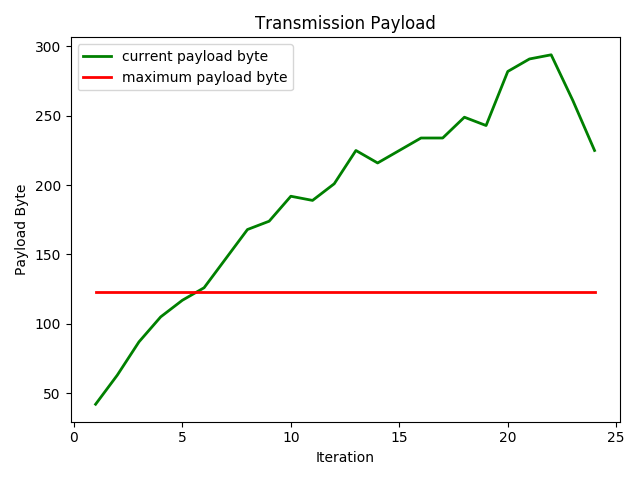 Transmission Payload
current payload byte
maximum payload byte
Payload Byte
300
250
200
150
100
50
0
5
10
15
20
25
Iteration